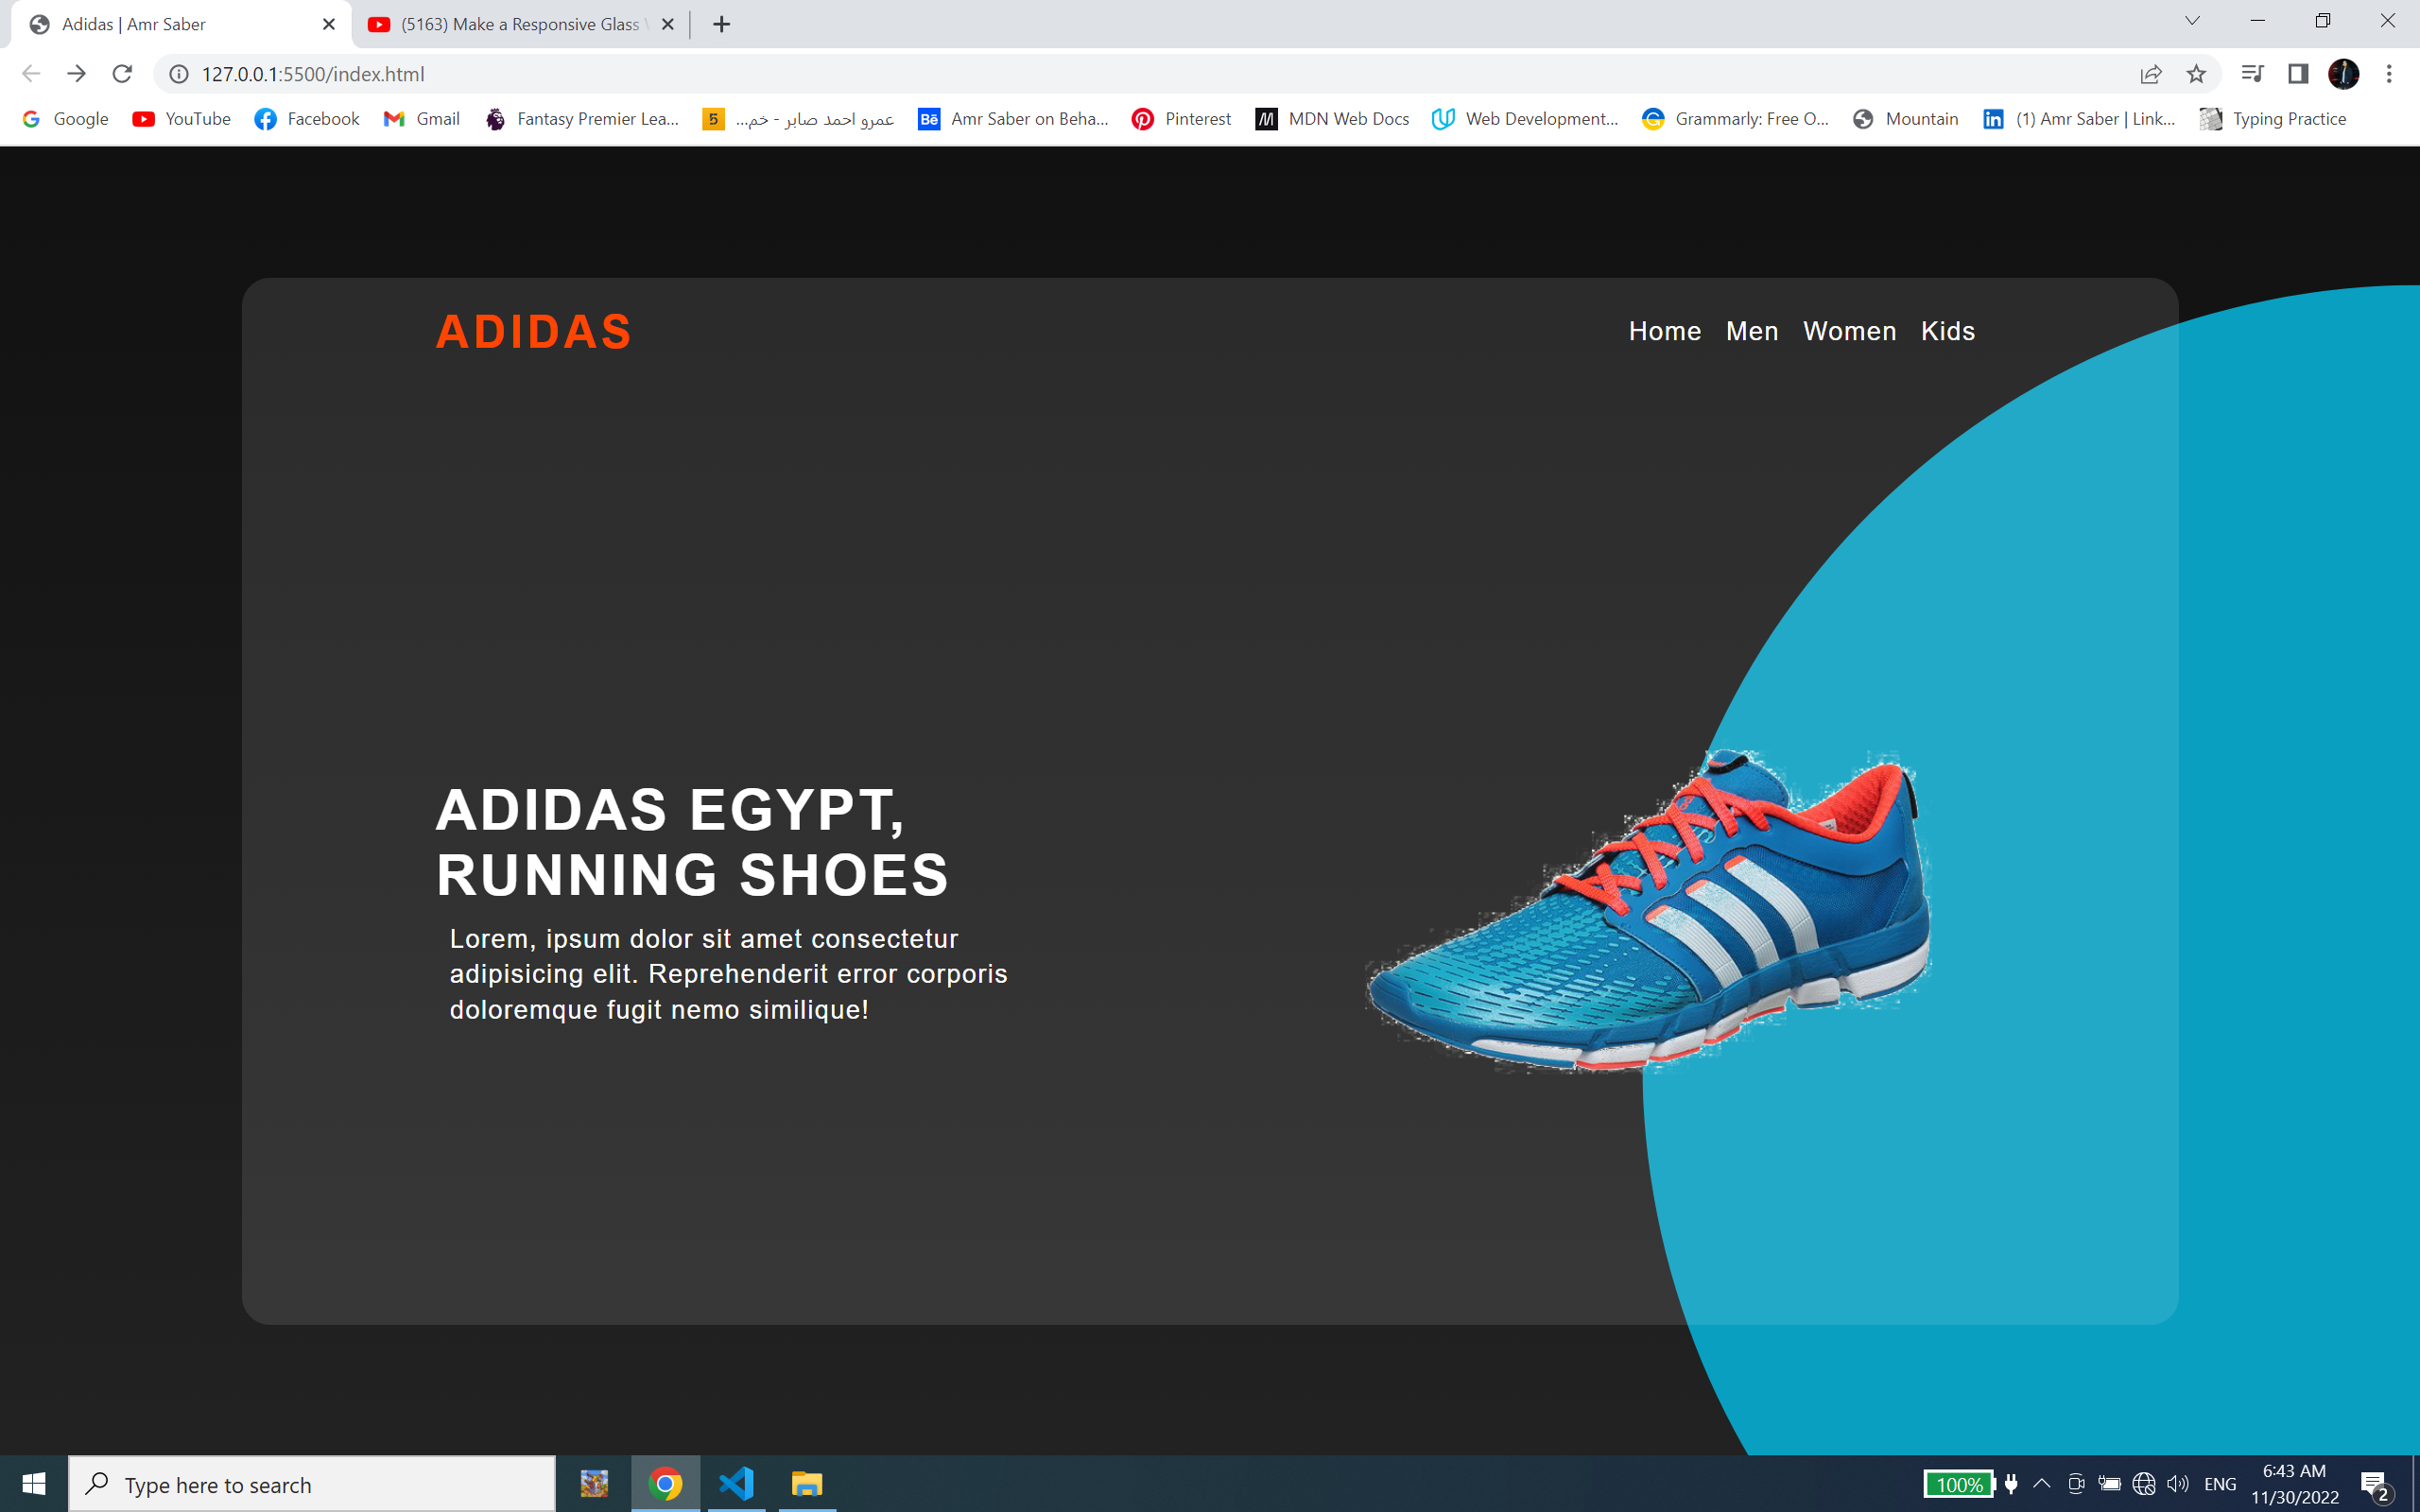 Adidas | Amr Saber
(5163) Make a Responsive Glass
127.0.0.1:5500/index.html
Google YouTube Facebook Gmail Fantasy Premier Lea... عمرو احمد صابر - خم... Amr Saber on Beha... Pinterest MDN Web Docs Web Development... Grammarly: Free O... Mountain (1) Amr Saber | Link... Typing Practice
ADIDAS
Home Men Women Kids
ADIDAS EGYPT,
RUNNING SHOES
Lorem, ipsum dolor sit amet consectetur
adipisicing elit. Reprehenderit error corporis
doloremque fugit nemo similique!
Type here to search
100%
ENG
6:43 AM
11/30/2022
2